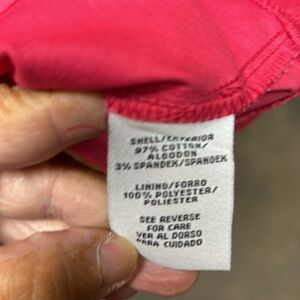 SHELL/EXTERIOR
97% COTTON/
ALGODON
3% SPANDEX/SPANDEX
LINING/FORRO
100% POLYESTER/
POLIESTER
SEE REVERSE
FOR CARE
VER AL DORSO
PARA CUIDADO